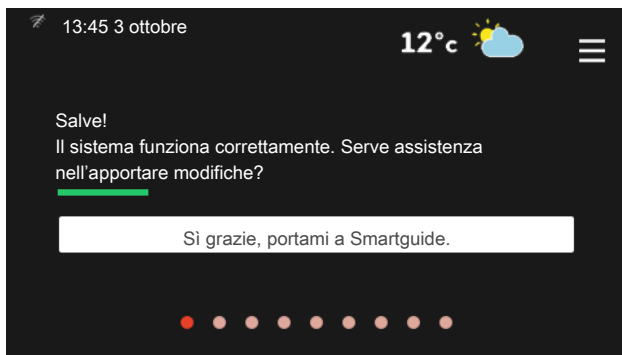 13:45 3 ottobre
12°c
Salve!
Il sistema funziona correttamente. Serve assistenza
nell’apportare modifiche?
Sì grazie, portami a Smartguide.